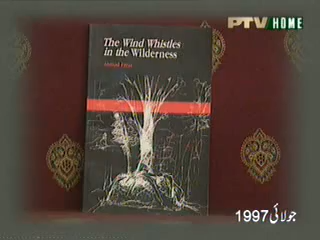 PTV HOME
The Wind Whistles
in the Wilderness
جولائی 1997